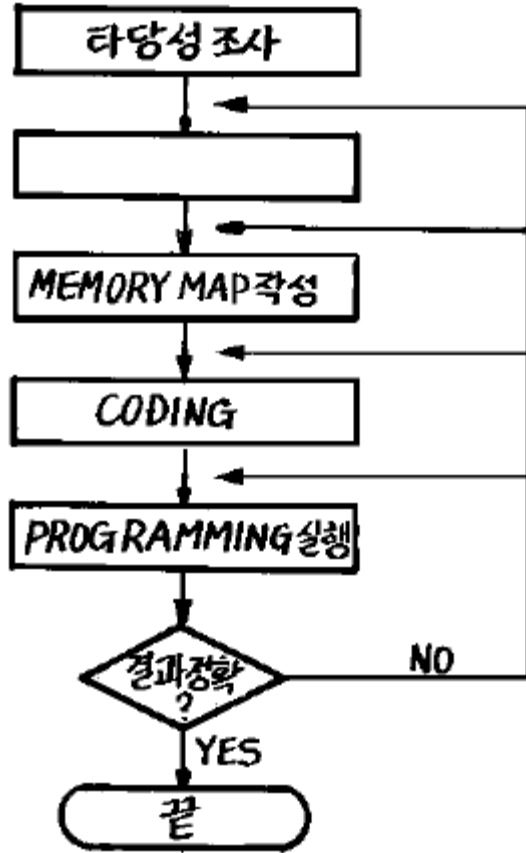 타당성 조사
MEMORY MAP 작성
CODING
PROGRAMMING 실행
결과정확
?
NO
YES
끝